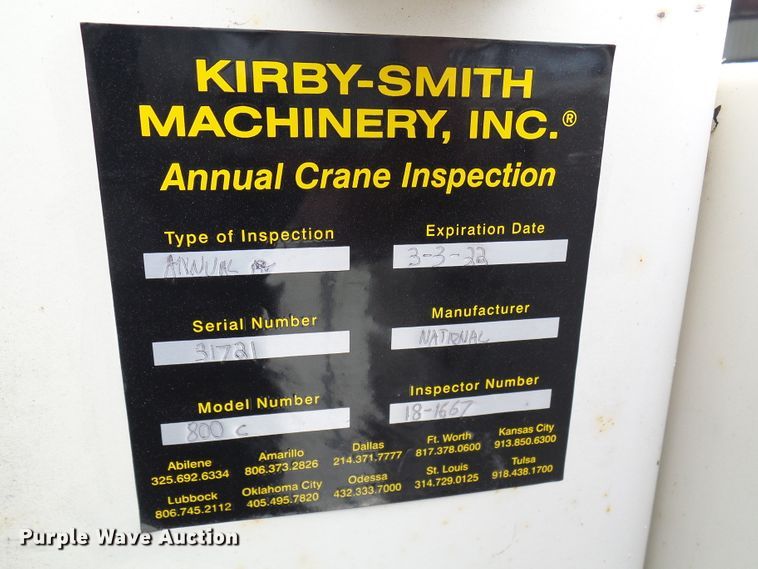 KIRBY-SMITH
MACHINERY, INC.®
Annual Crane Inspection
Type of Inspection
Expiration Date
ANNUAL
3-3-22
Serial Number
Manufacturer
31721
NATIONAL
Model Number
Inspector Number
800 C
18-1667
Abilene
325.692.6334
Amarillo
806.373.2826
Dallas
214.371.7777
Ft. Worth
817.378.0600
Kansas City
913.850.6300
Lubbock
806.745.2112
Oklahoma City
405.495.7820
Odessa
432.333.7000
St. Louis
314.729.0125
Tulsa
918.438.1700
Purple Wave Auction